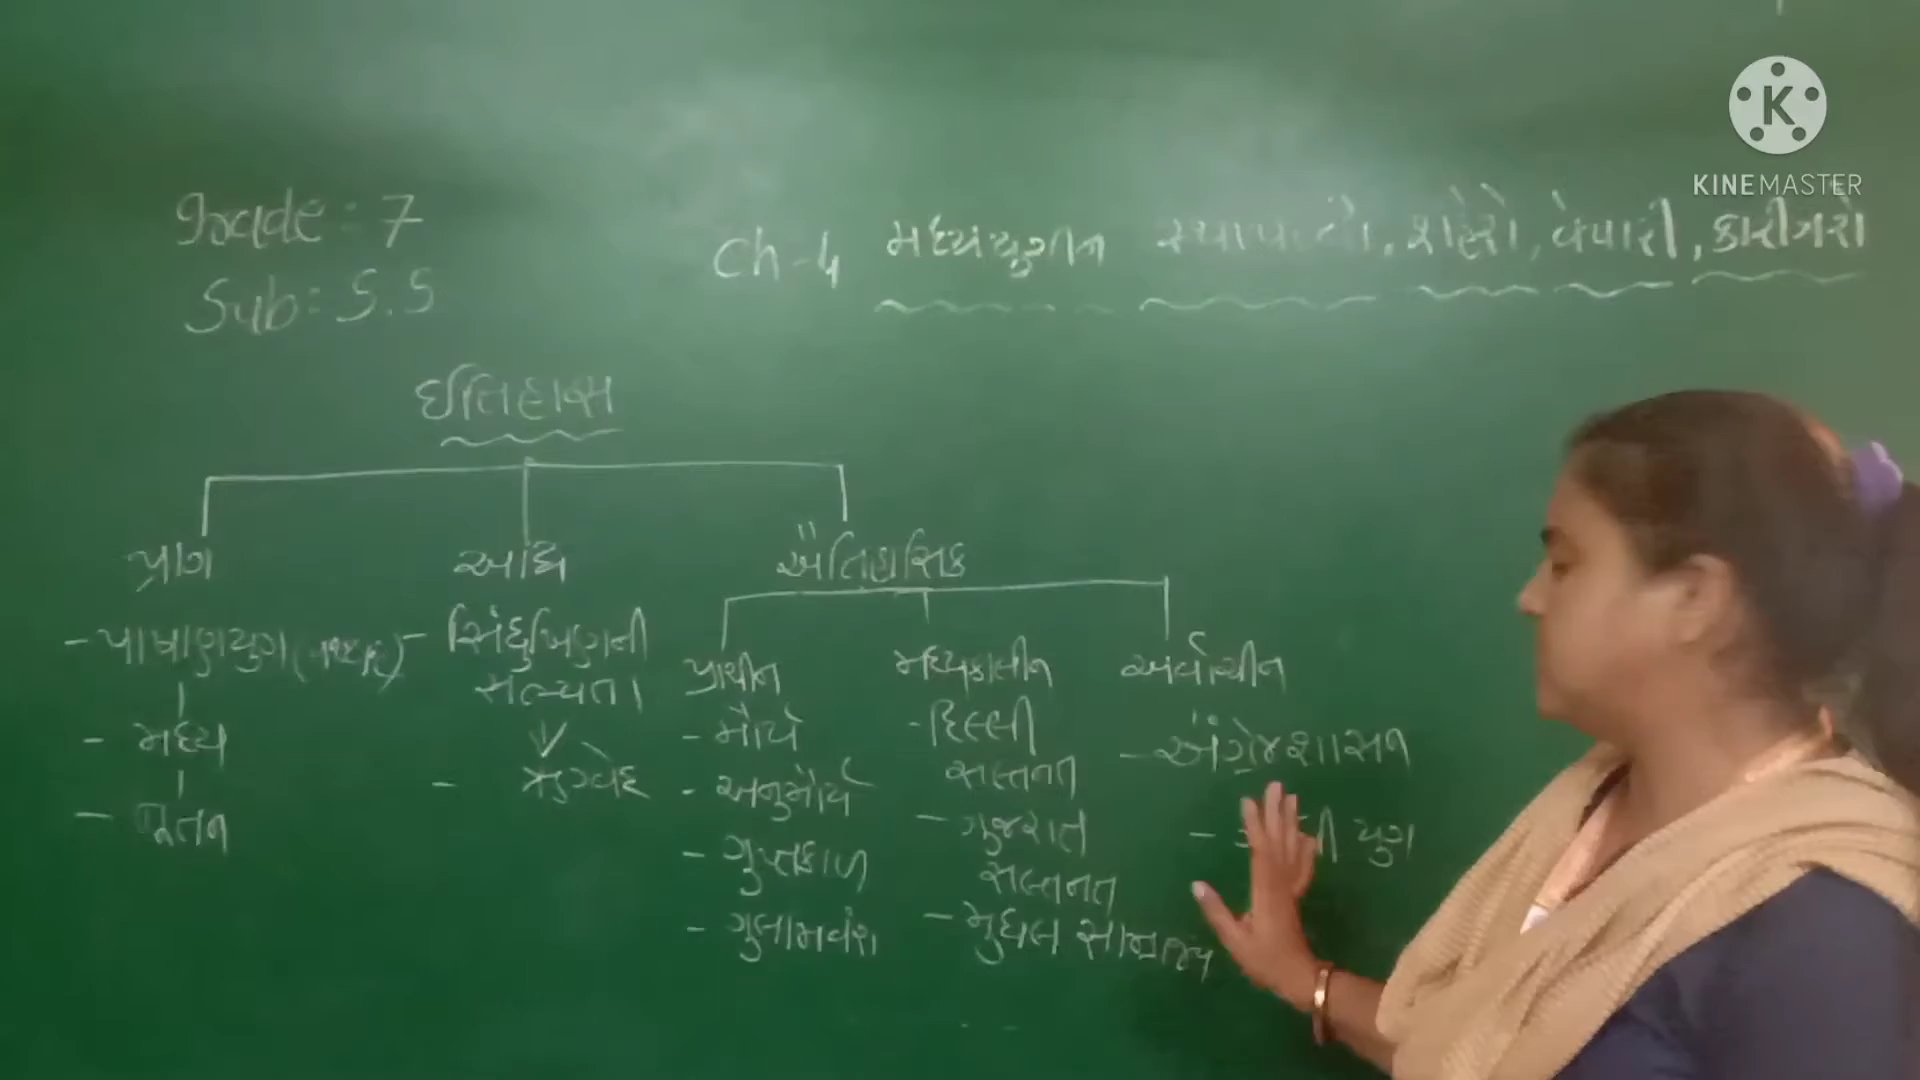 KINEMASTER
Grade : 7
Sub : S.S
Ch-4 મધ્યયુગીન સ્થાપત્યો, શહેરો, વેપારી, કારીગરો
ઈતિહાસ
પ્રાગ
- પાષાણયુગ
- મધ્ય
- નૂતન
આદ્ય
- સિંધુખિણની
સભ્યતા
- ઋગ્વેદ
ઐતિહાસિક
પ્રાચીન
- મૌર્ય
- અનુમૌર્ય
- ગુપ્તકાળ
- ગુલામવંશ
મધ્યકાલીન
- દિલ્લી
સલ્તનત
- ગુજરાત
સલ્તનત
- મુઘલ સામ્રાજ્ય
અર્વાચીન
- અંગ્રેજશાસન
- યુગ